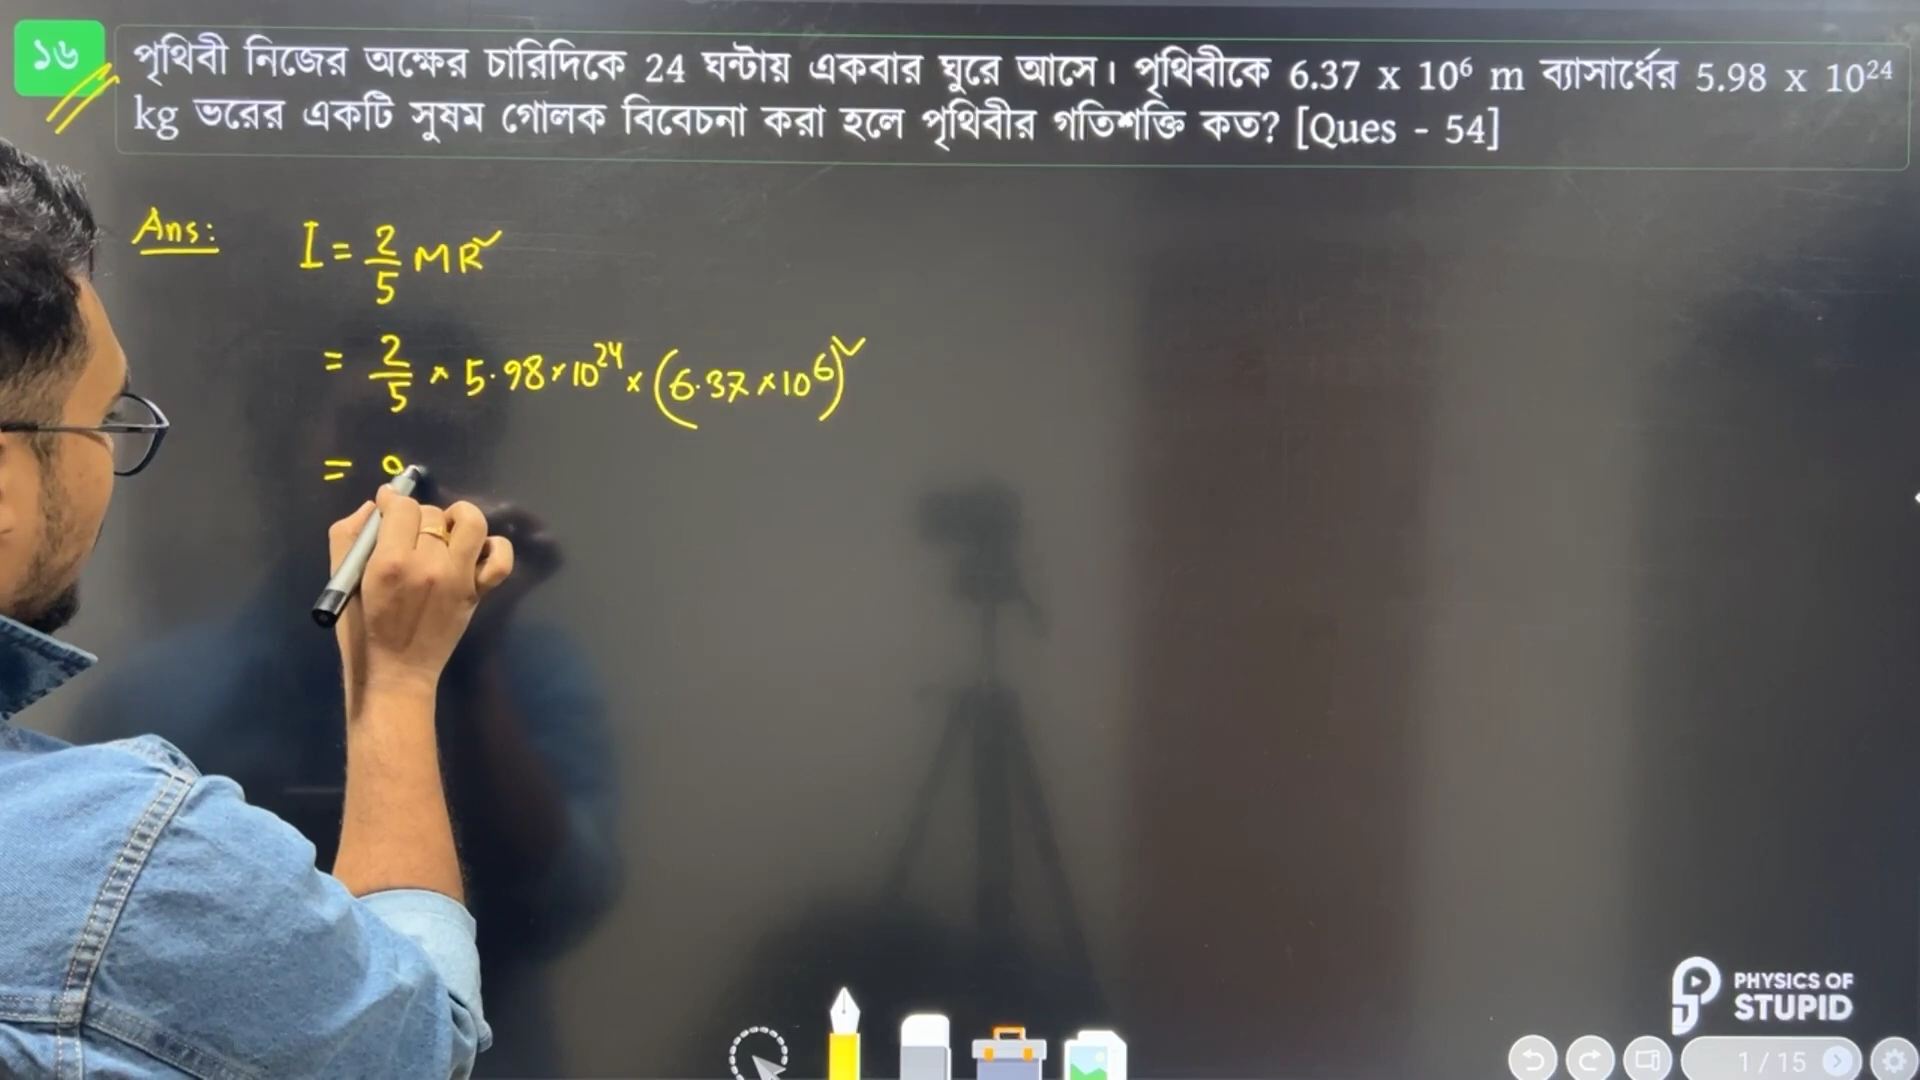 ১৬
পৃথিবী নিজের অক্ষের চারিদিকে 24 ঘন্টায় একবার ঘুরে আসে। পৃথিবীকে 6.37 x 10⁶ m ব্যাসার্ধের 5.98 x 10²⁴
kg ভরের একটি সুষম গোলক বিবেচনা করা হলে পৃথিবীর গতিশক্তি কত? [Ques - 54]
Ans: I = 2/5 MR²
= 2/5 × 5.98 × 10²⁴ × (6.37 × 10⁶)²
=
PHYSICS OF
STUPID
1 / 15